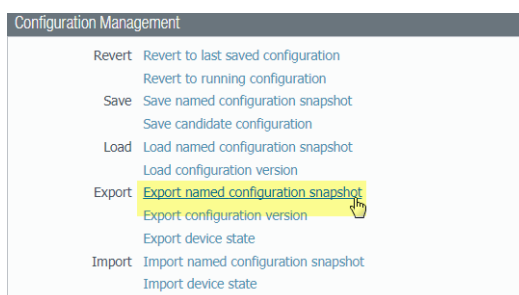 Configuration Management
Revert Revert to last saved configuration
Revert to running configuration
Save Save named configuration snapshot
Save candidate configuration
Load Load named configuration snapshot
Load configuration version
Export Export named configuration snapshot
Export configuration version
Export device state
Import Import named configuration snapshot
Import device state